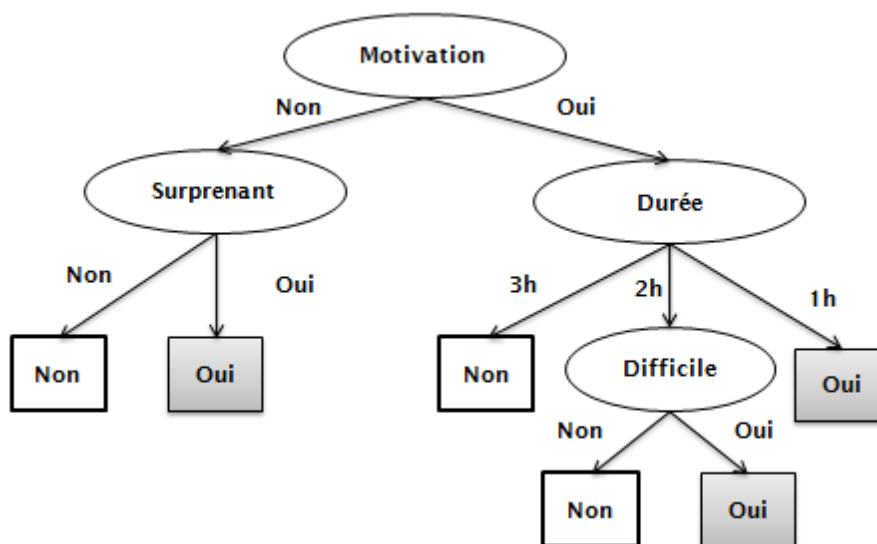 Motivation
Non Oui
Surprenant
Durée
Non Oui
3h 2h 1h
Non Oui Non Difficile Oui
Non Oui
Non Oui